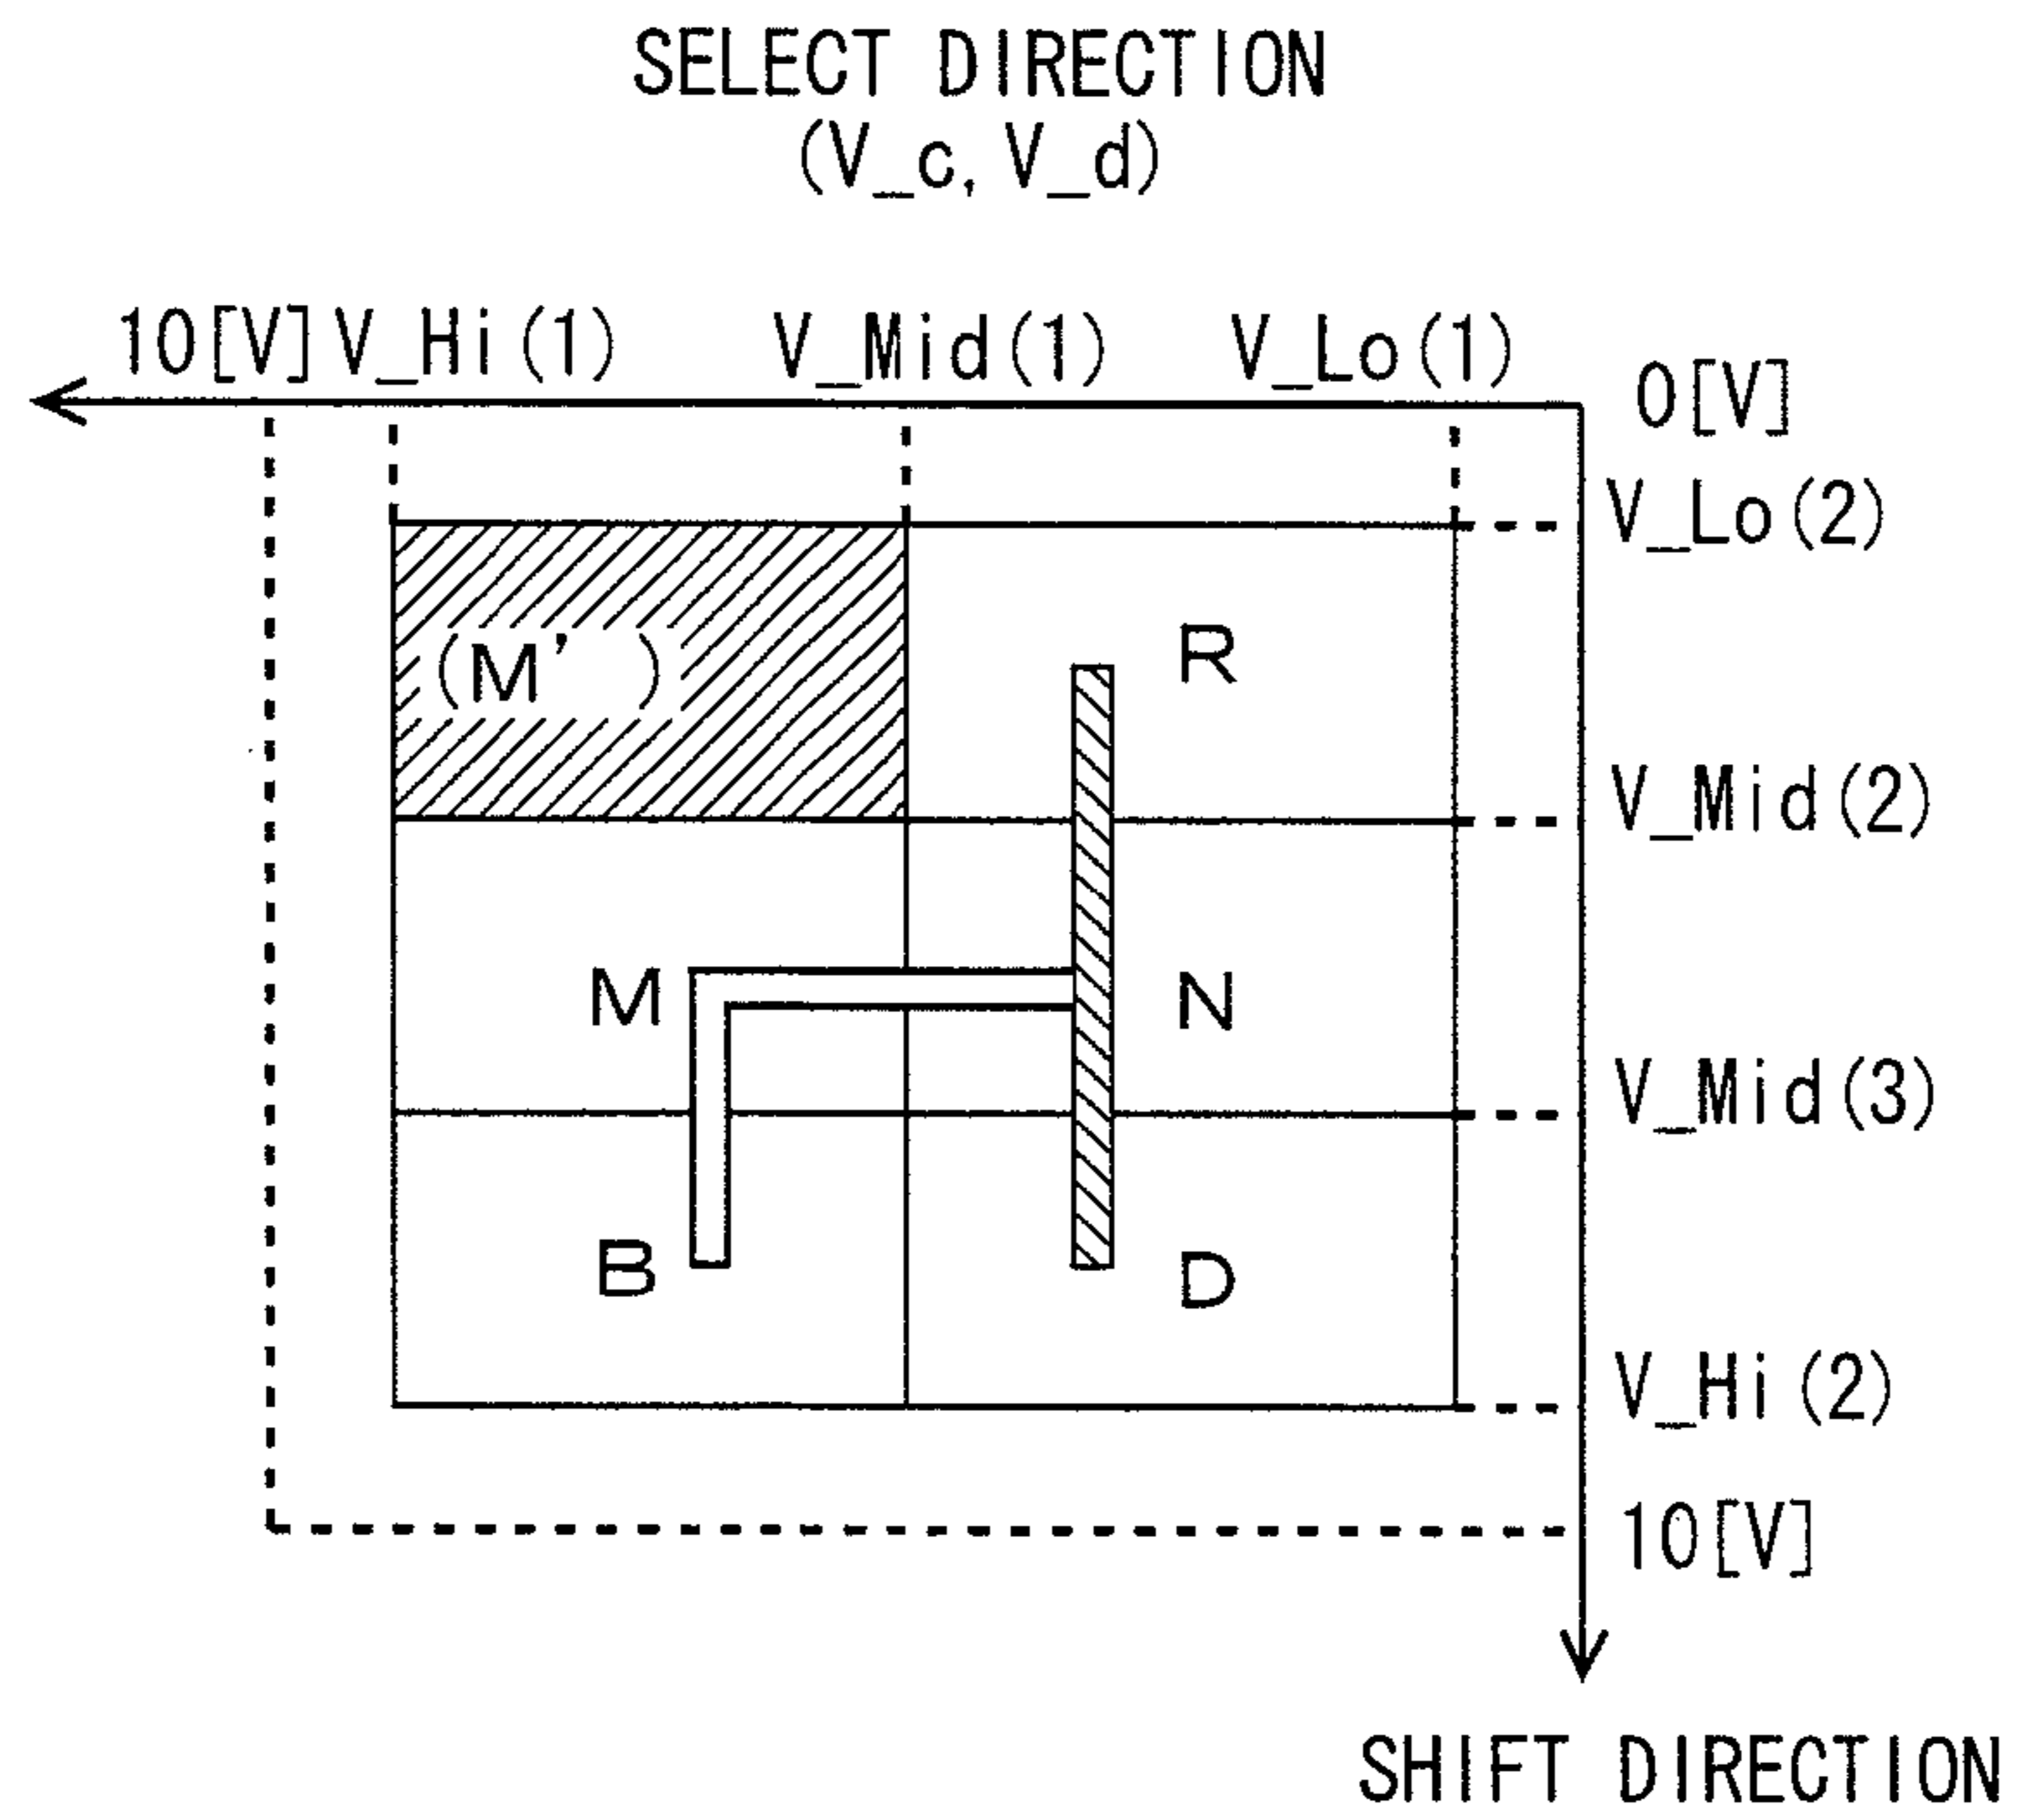 SELECT DIRECTION
(V_c, V_d)
10[V] V_Hi(1) V_Mid(1) V_Lo(1)
0[V]
V_Lo(2)
(M' ) R
V_Mid(2)
M N
V_Mid(3)
B D
V_Hi(2)
10[V]
SHIFT DIRECTION